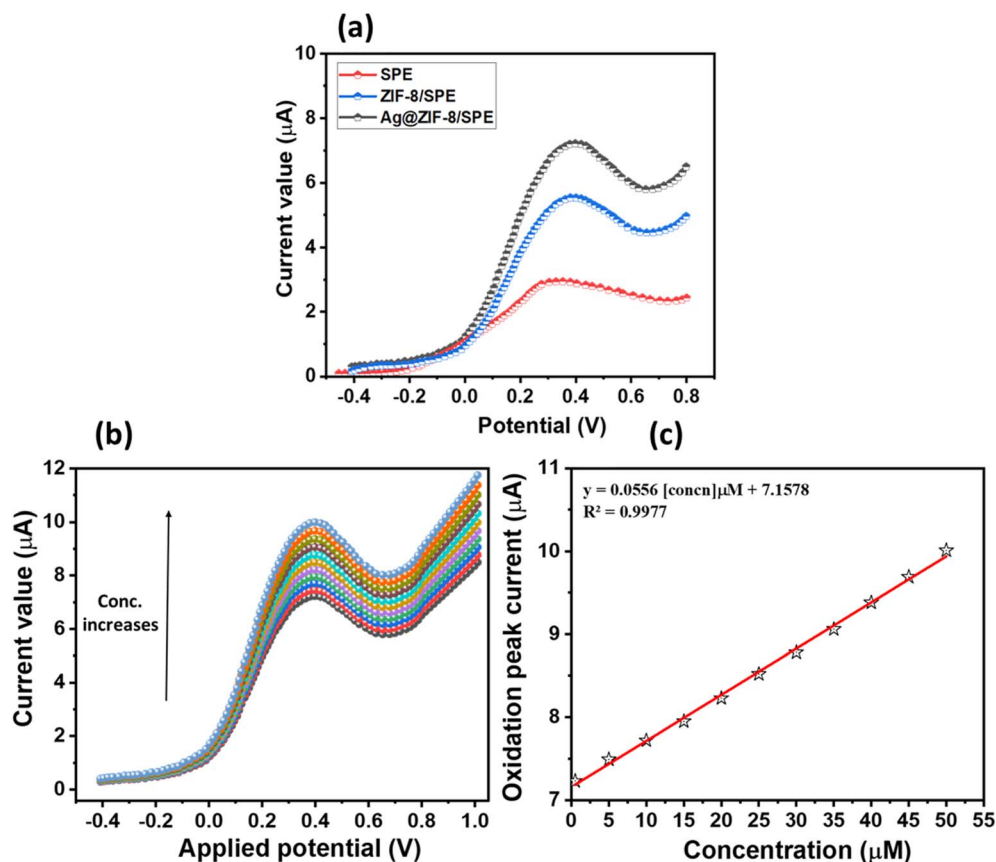 (a)
10
8
6
4
2
0
Current value (μA)
SPE
ZIF-8/SPE
Ag@ZIF-8/SPE
-0.4 -0.2 0.0 0.2 0.4 0.6 0.8
Potential (V)
(b)
12
10
8
6
4
2
0
Current value (μA)
Conc.
increases
-0.4 -0.2 0.0 0.2 0.4 0.6 0.8 1.0
Applied potential (V)
(c)
11
10
9
8
7
Oxidation peak current (μA)
y = 0.0556 [concn]μM + 7.1578
R² = 0.9977
0 5 10 15 20 25 30 35 40 45 50 55
Concentration (μM)